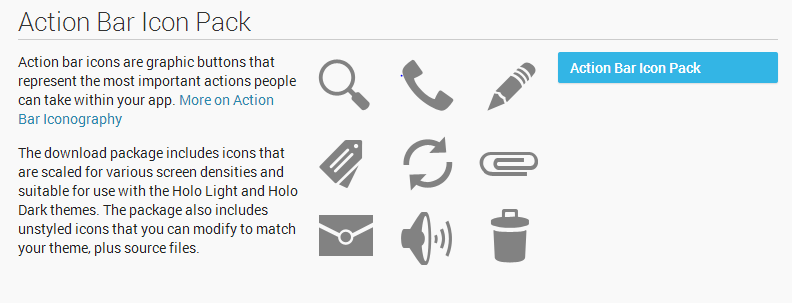 Action Bar Icon Pack
Action bar icons are graphic buttons that
represent the most important actions people
can take within your app. More on Action
Bar Iconography
The download package includes icons that
are scaled for various screen densities and
suitable for use with the Holo Light and Holo
Dark themes. The package also includes
unstyled icons that you can modify to match
your theme, plus source files.
Action Bar Icon Pack